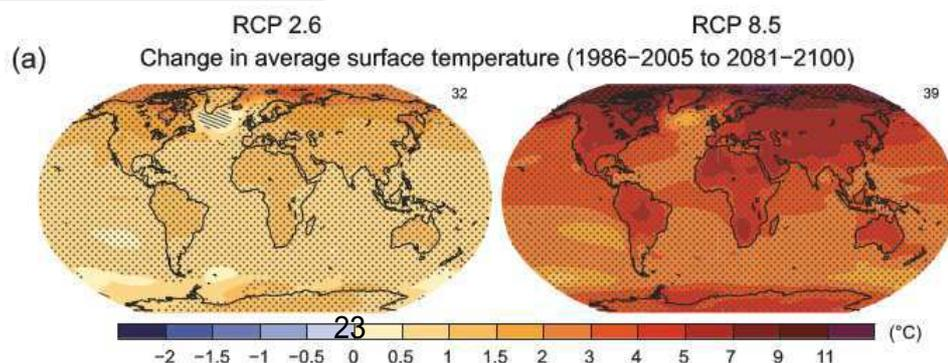 RCP 2.6 RCP 8.5
(a) Change in average surface temperature (1986−2005 to 2081−2100)
32 39
23
(°C)
−2 −1.5 −1 −0.5 0 0.5 1 1.5 2 3 4 5 7 9 11